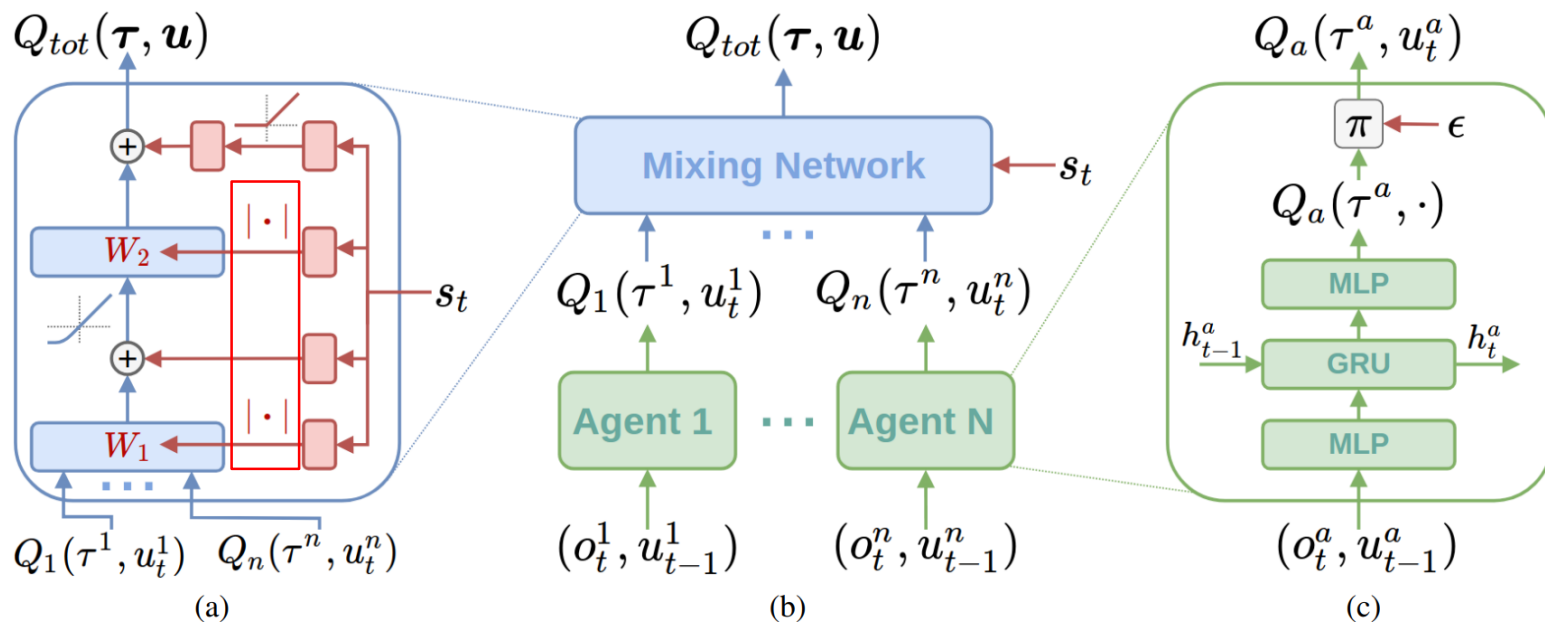 Q_tot(τ, u)
+
| · |
W_2
s_t
+
| · |
W_1
...
Q_1(τ^1, u_t^1) Q_n(τ^n, u_t^n)
(a)
Q_tot(τ, u)
Mixing Network
s_t
...
Q_1(τ^1, u_t^1) Q_n(τ^n, u_t^n)
Agent 1 ... Agent N
(o_t^1, u_{t-1}^1) (o_t^n, u_{t-1}^n)
(b)
Q_a(τ^a, u_t^a)
π ϵ
Q_a(τ^a, ·)
MLP
h_{t-1}^a GRU h_t^a
MLP
(o_t^a, u_{t-1}^a)
(c)